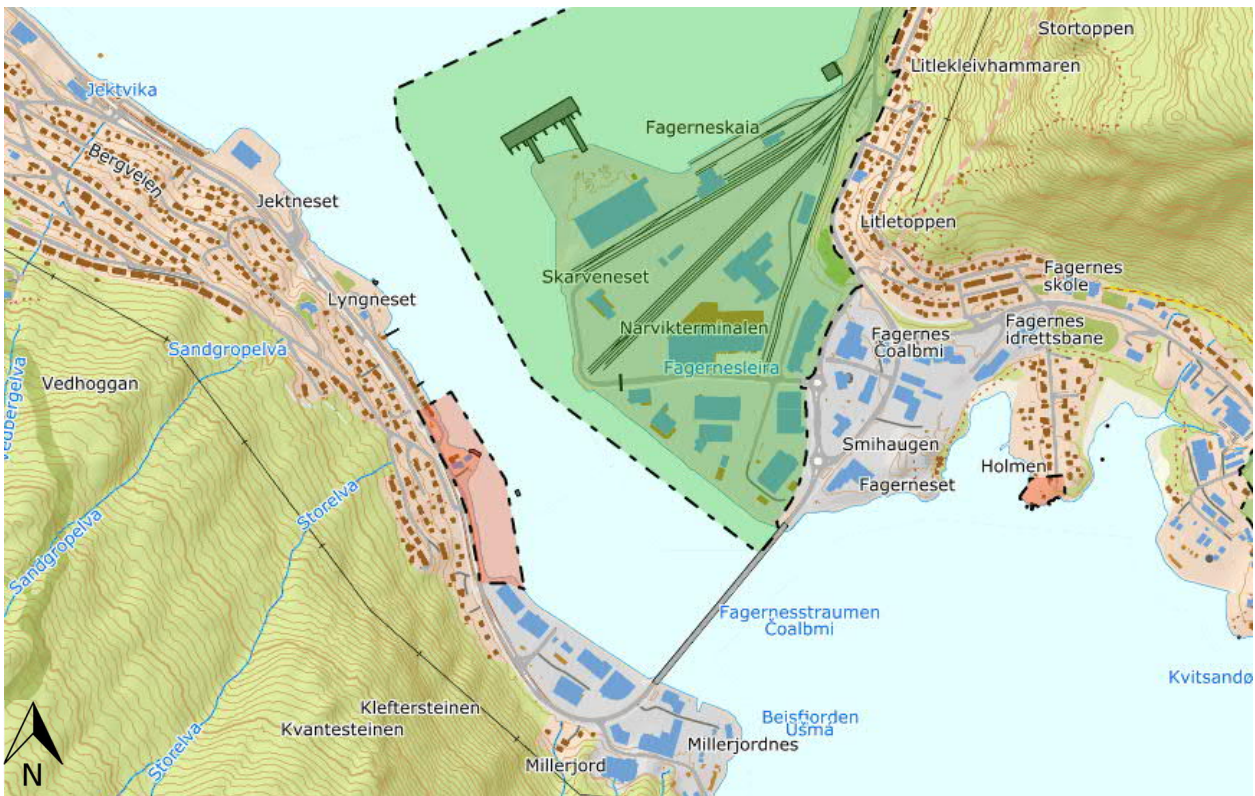 Stortoppen
Litlekleivhammaren
Jektvika
Fagerneskaia
Bergveien
Jektneset
Litletoppen
Skarveneset
Fagernes
skole
Lyngneset
Narvikterminalen
Fagernes
Čoalbmi
Fagernes
idrettsbane
Sandgropelva
Fagernesleira
Vedhoggan
Vedbergelva
Smihaugen
Holmen
Fagerneset
Storelva
Sandgropelva
Fagernesstraumen
Čoalbmi
Kvitsandø
Kleftersteinen
Kvantesteinen
Beisfjorden
Ušmá
Storelva
Millerjordnes
Millerjord
N